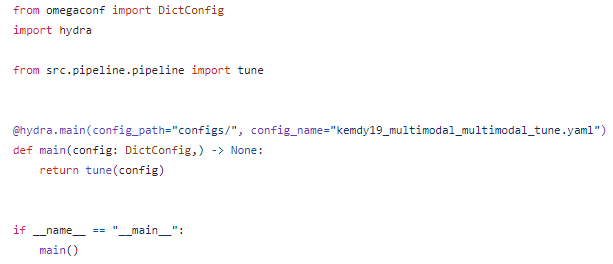 from omegaconf import DictConfig
import hydra
from src.pipeline.pipeline import tune
@hydra.main(config_path="configs/", config_name="kemdy19_multimodal_multimodal_tune.yaml")
def main(config: DictConfig,) -> None:
    return tune(config)
if __name__ == "__main__":
    main()